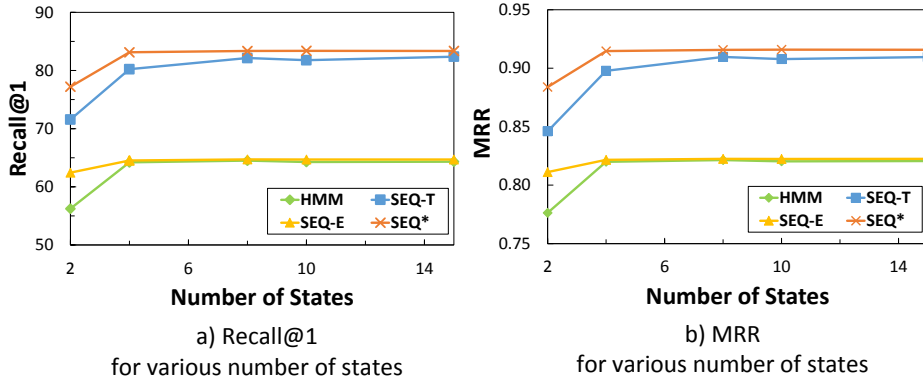 90
80
70
60
50
Recall@1
HMM SEQ-T
SEQ-E SEQ*
2 6 10 14
Number of States
a) Recall@1
for various number of states
0.95
0.90
0.85
0.80
0.75
MRR
HMM SEQ-T
SEQ-E SEQ*
2 6 10 14
Number of States
b) MRR
for various number of states